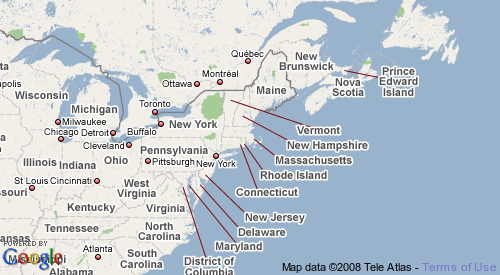 Québec
New
Brunswick
Prince
Edward
Island
Nova
Scotia
Ottawa
Montréal
Maine
Wisconsin
Michigan
Toronto
Vermont
Milwaukee
Buffalo
New York
New Hampshire
Chicago
Detroit
Cleveland
Pennsylvania
Massachusetts
Illinois
Indiana
Ohio
Pittsburgh
New York
Rhode Island
St Louis
Cincinnati
West
Virginia
Connecticut
Kentucky
Virginia
New Jersey
Tennessee
North
Carolina
Delaware
Maryland
POWERED BY
Google
Atlanta
South
Carolina
District of
Columbia
Alabama
Map data ©2008 Tele Atlas - Terms of Use